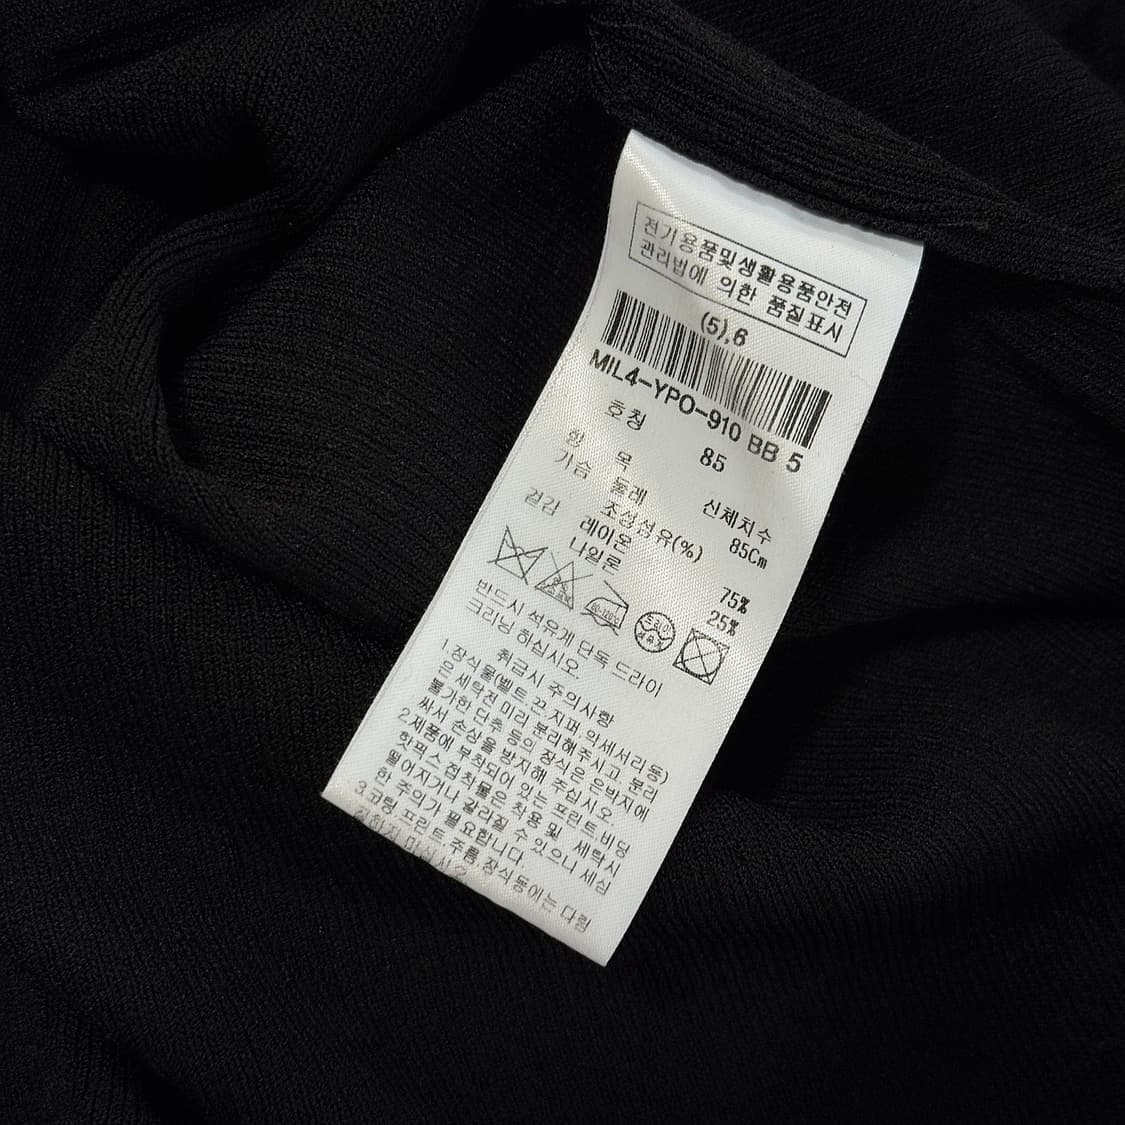 전기용품및생활용품안전
관리법에 의한 품질표시
(5),6
MIL4-YPO-910 BB 5
호칭 85
항 목 신체치수
가슴 둘레 85Cm
조성섬유(%)
겉감 레이온 75%
나일론 25%
80~120℃
반드시 석유계 단독 드라이
크리닝 하십시오.
취급시 주의사항
1.장식물(벨트.끈.지퍼.악세서리등)
은 세탁전 미리 분리해주시고, 분리
불가한 단추 등의 장식은 은박지에
싸서 손상을 방지해 주십시오.
2.제품에 부착되어 있는 프린트.비딩
핫픽스 접착물은 착용 및 세탁시
떨어지거나 갈라질 수 있으니 세심
한 주의가 필요합니다.
3.코팅.프린트.주름.장식등에는 다림